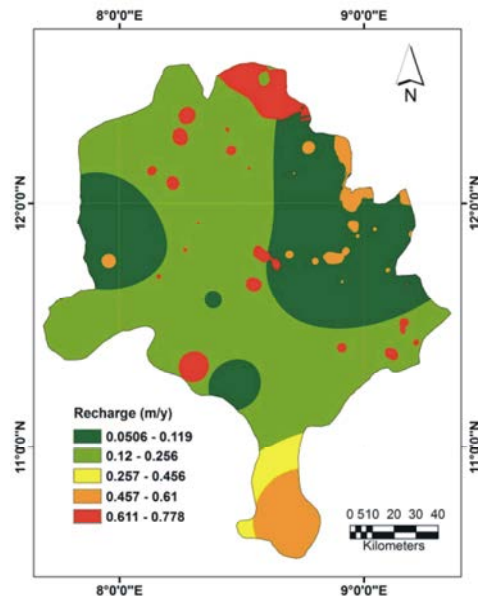 8°0'0"E 9°0'0"E
N
12°0'0"N 12°0'0"N
Recharge (m/y)
0.0506 - 0.119
0.12 - 0.256
0.257 - 0.456
0.457 - 0.61
0.611 - 0.778
11°0'0"N 11°0'0"N
0 5 10 20 30 40
Kilometers
8°0'0"E 9°0'0"E